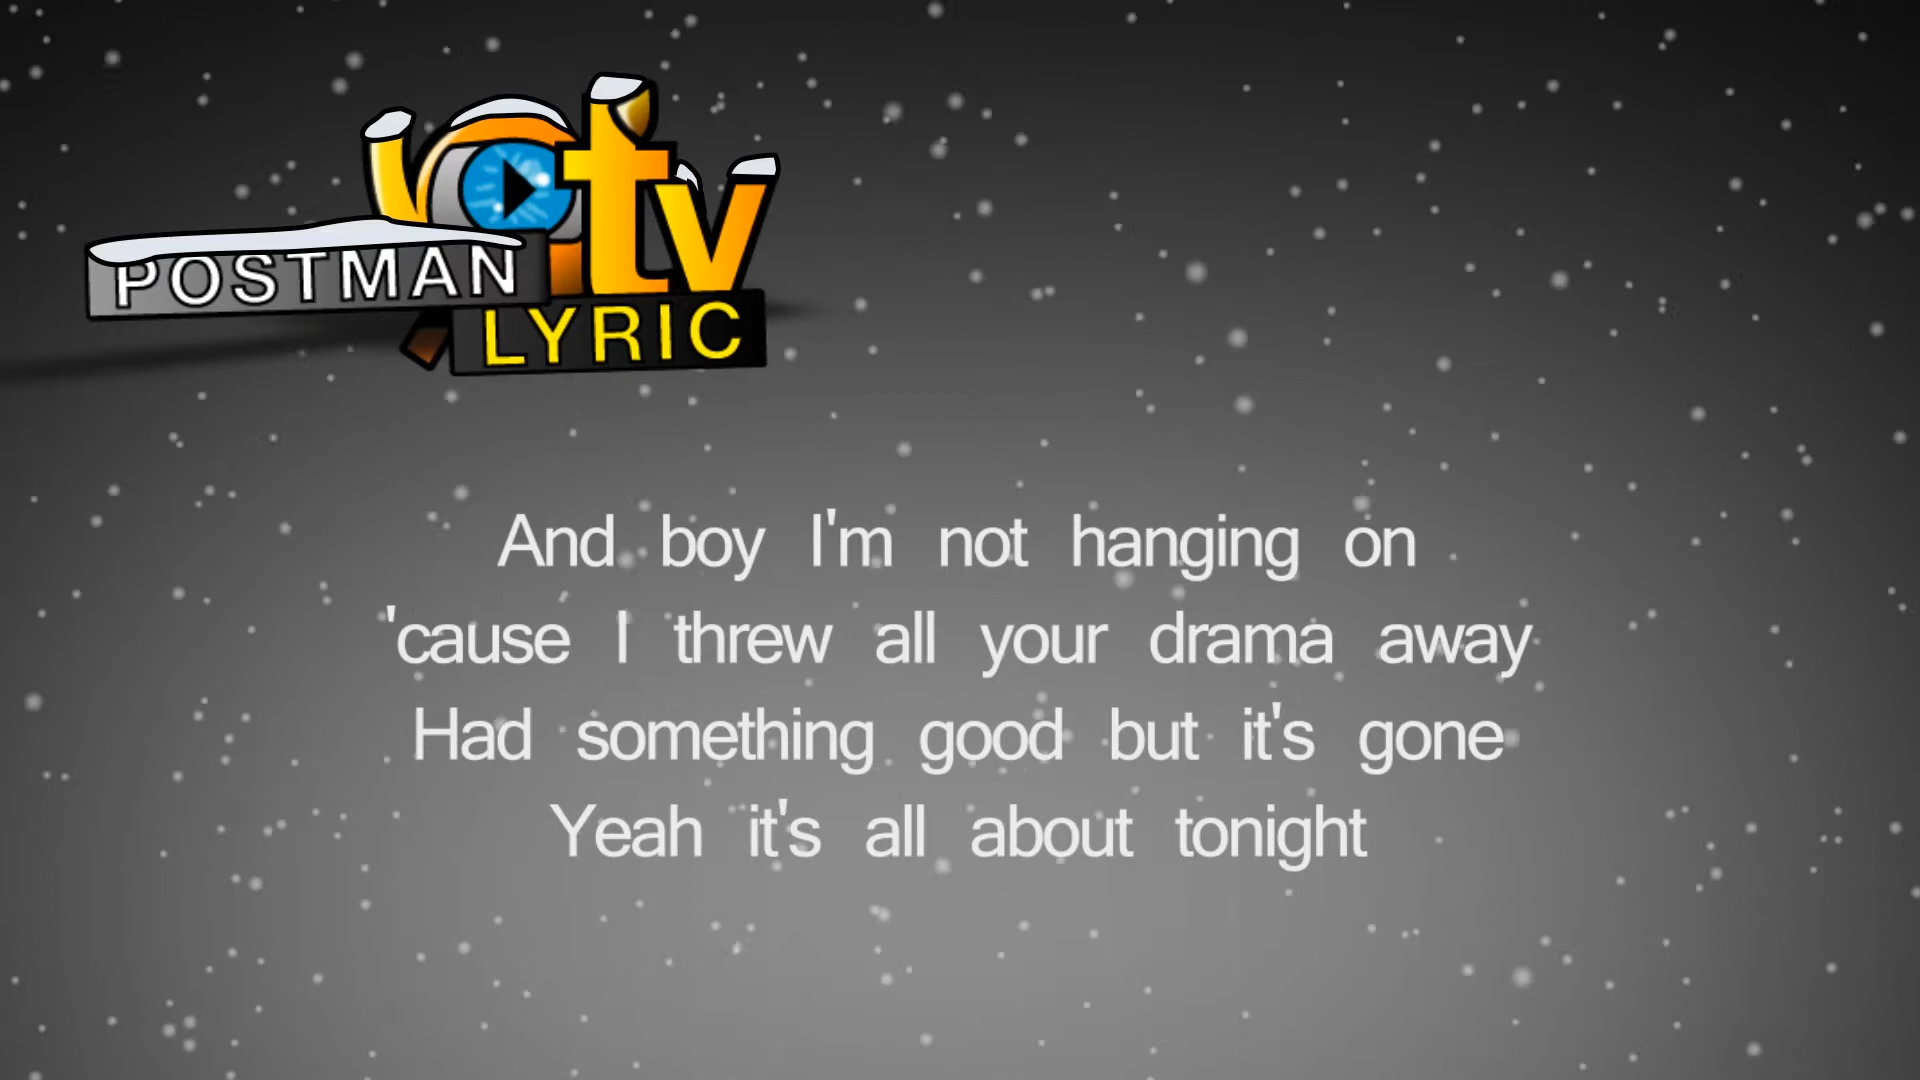 POSTMAN
tv
LYRIC
And boy I'm not hanging on
'cause I threw all your drama away
Had something good but it's gone
Yeah it's all about tonight